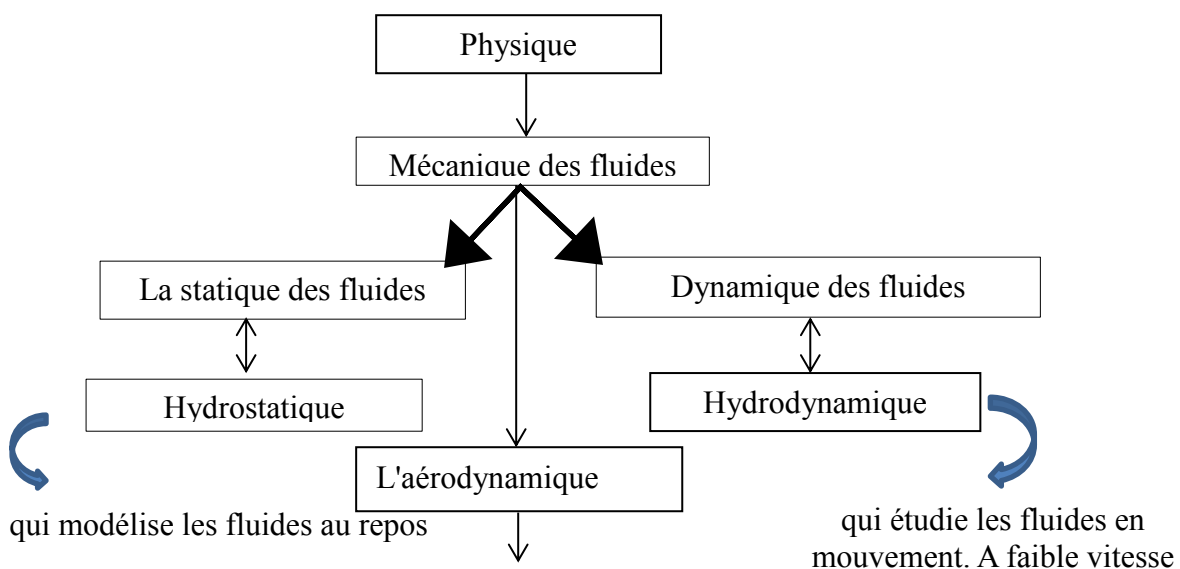 Physique
Mécanique des fluides
La statique des fluides
Dynamique des fluides
Hydrostatique
Hydrodynamique
L'aérodynamique
qui modélise les fluides au repos
qui étudie les fluides en
mouvement. A faible vitesse